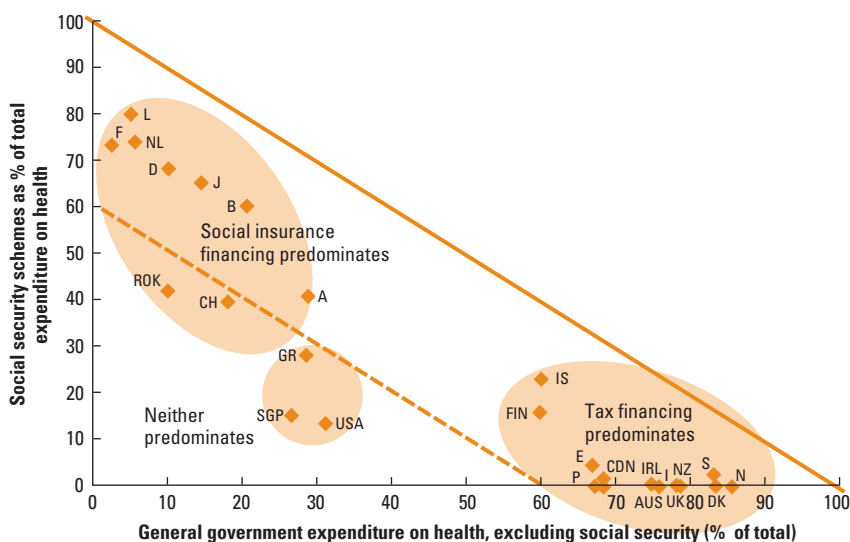 100
90
80
70
60
50
40
30
20
10
0
Social security schemes as % of total
expenditure on health
F
L
NL
D
J
B
Social insurance
financing predominates
ROK
CH
A
GR
Neither
predominates
SGP
USA
IS
FIN
Tax financing
predominates
E
P
CDN
IRL
I
NZ
S
N
AUS
UK
DK
0
10
20
30
40
50
60
70
80
90
100
General government expenditure on health, excluding social security (% of total)